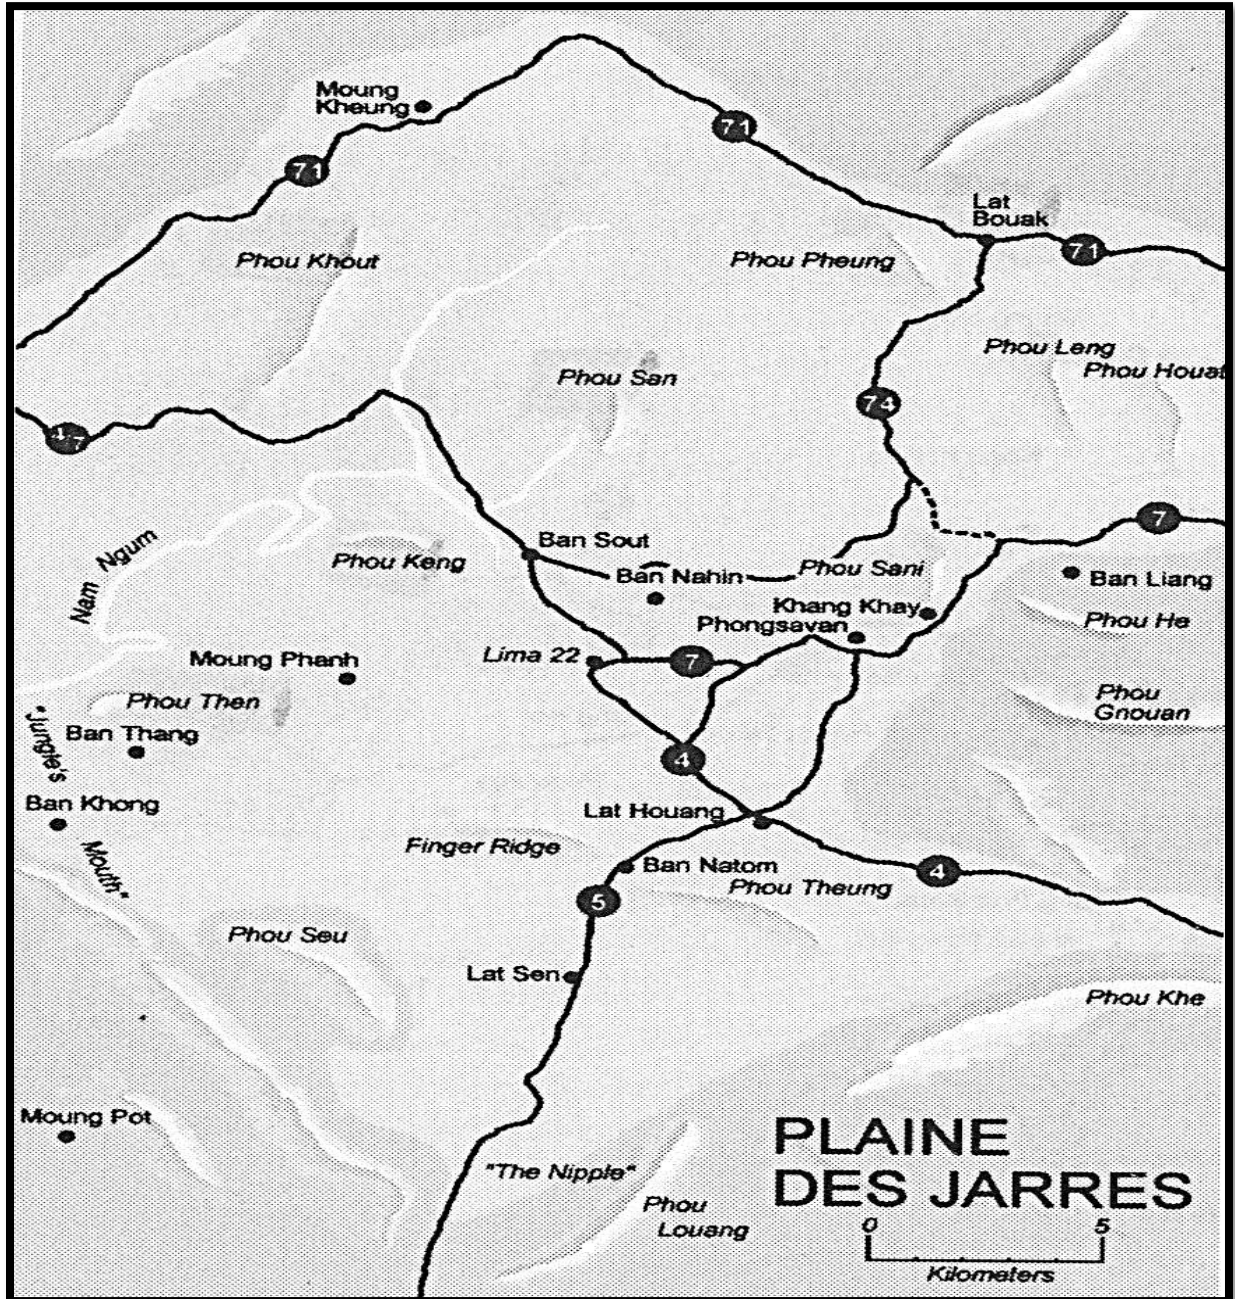 Moung
Kheung
71
71
Lat
Bouak
71
Phou Khout
Phou Pheung
Phou Leng
Phou Houat
Phou San
74
4/7
7
Nam Ngum
Phou Keng
Ban Sout
Ban Nahin
Phou Sani
Ban Liang
Khang Khay
Phou He
Phongsavan
Moung Phanh
Lima 22
7
Phou Then
Phou
Gnouan
Ban Thang
4
"Jungle's
Mouth"
Ban Khong
Lat Houang
Finger Ridge
Ban Natom
4
Phou Theung
5
Phou Seu
Lat Sen
Phou Khe
Moung Pot
"The Nipple"
Phou
Louang
PLAINE
DES JARRES
0 5
Kilometers